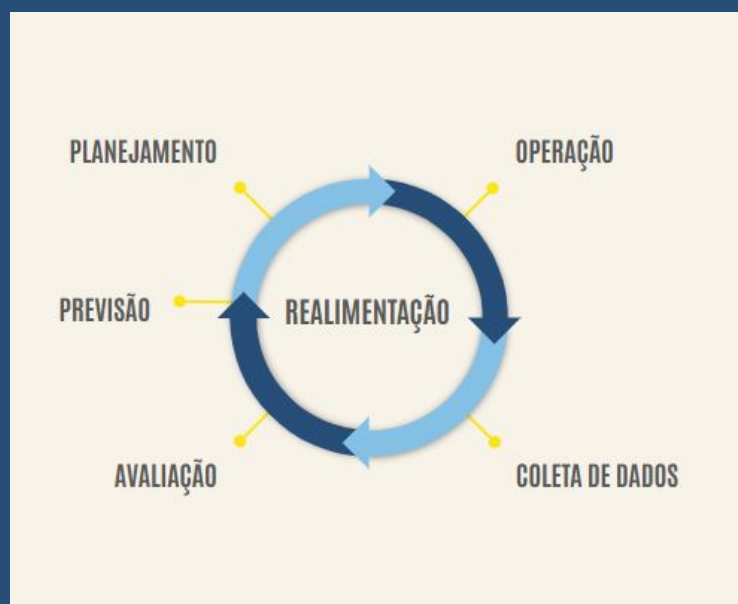 PLANEJAMENTO
OPERAÇÃO
PREVISÃO
REALIMENTAÇÃO
AVALIAÇÃO
COLETA DE DADOS